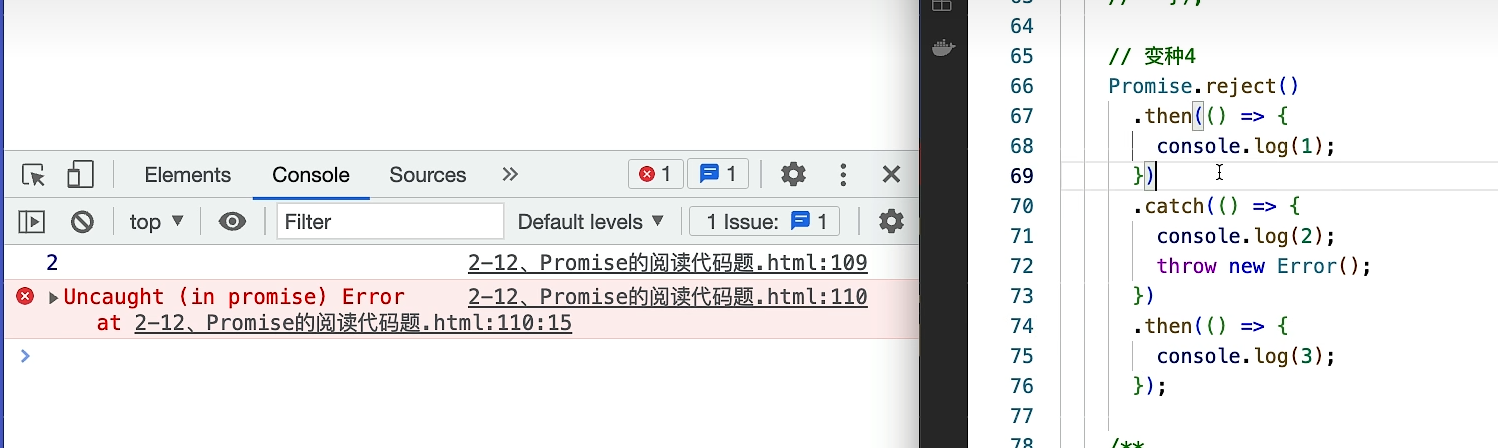 Elements Console Sources 1 1
top Filter Default levels 1 Issue: 1
2 2-12、Promise的阅读代码题.html:109
Uncaught (in promise) Error 2-12、Promise的阅读代码题.html:110
at 2-12、Promise的阅读代码题.html:110:15
64
65 // 变种4
66 Promise.reject()
67 .then(() => {
68 console.log(1);
69 })
70 .catch(() => {
71 console.log(2);
72 throw new Error();
73 })
74 .then(() => {
75 console.log(3);
76 });
77
78 /**